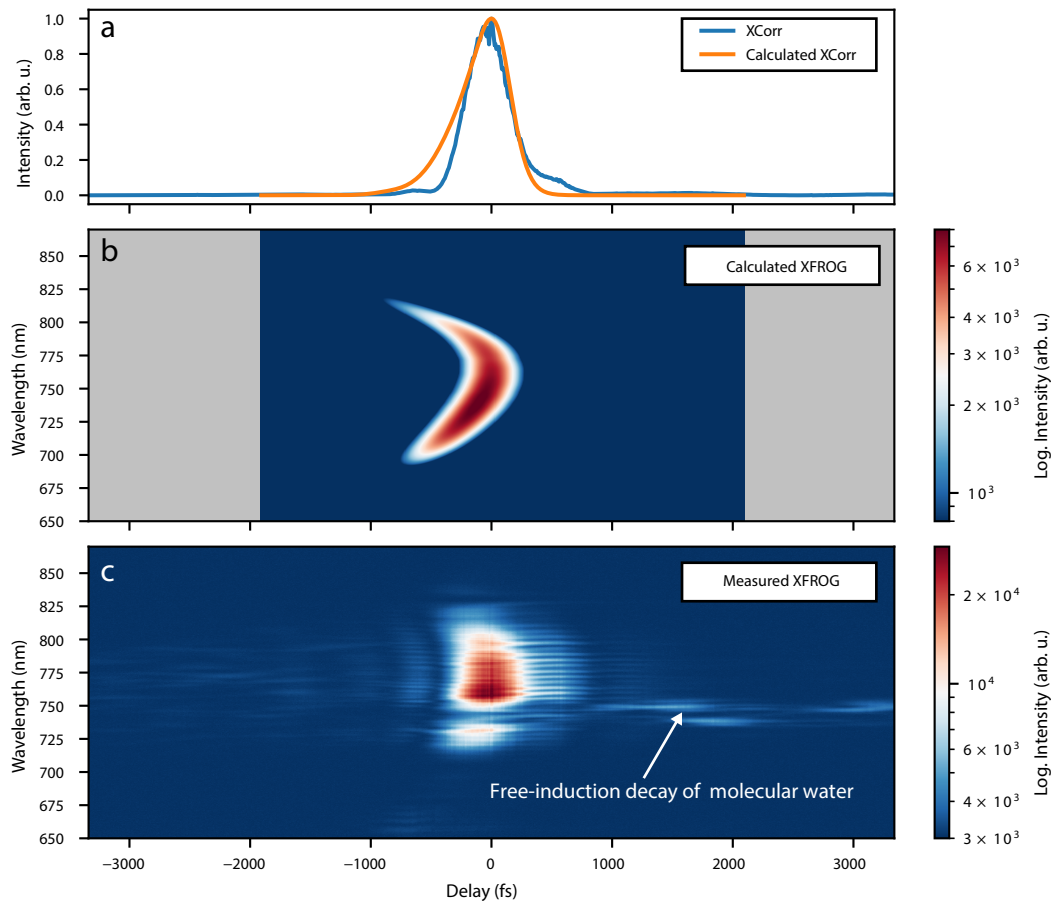 a
XCorr
Calculated XCorr
1.0
0.8
0.6
0.4
0.2
0.0
Intensity (arb. u.)
b
Calculated XFROG
850
825
800
775
750
725
700
675
650
Wavelength (nm)
6 × 10³
4 × 10³
3 × 10³
2 × 10³
10³
Log. Intensity (arb. u.)
c
Measured XFROG
850
825
800
775
750
725
700
675
650
Wavelength (nm)
Free-induction decay of molecular water
2 × 10⁴
10⁴
6 × 10³
4 × 10³
3 × 10³
Log. Intensity (arb. u.)
−3000
−2000
−1000
0
1000
2000
3000
Delay (fs)